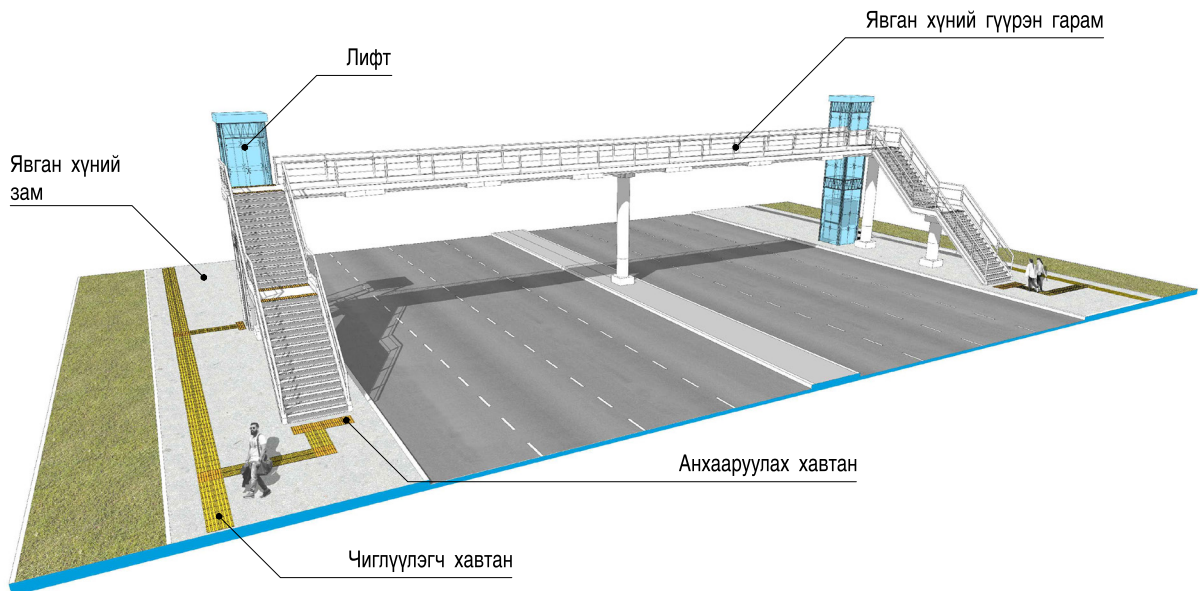 Явган хүний гүүрэн гарам
Лифт
Явган хүний
зам
Анхааруулах хавтан
Чиглүүлэгч хавтан